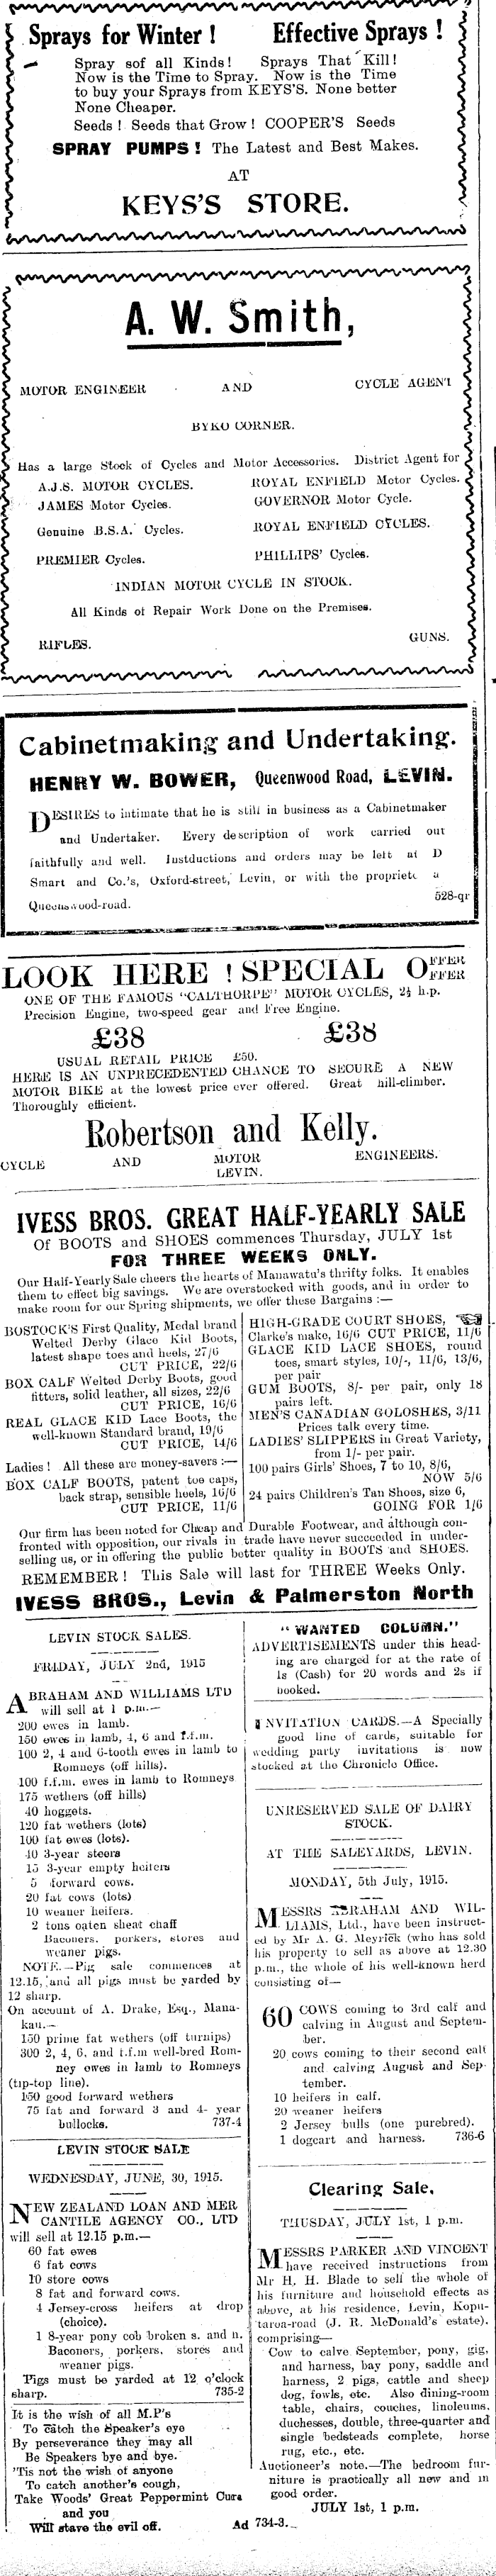 Sprays for Winter ! Effective Sprays !
Spray sof all Kinds! Sprays That Kill!
Now is the Time to Spray. Now is the Time
to buy your Sprays from KEYS'S. None better
None Cheaper.
Seeds ! Seeds that Grow ! COOPER'S Seeds
SPRAY PUMPS ! The Latest and Best Makes.
AT
KEYS'S STORE.
A. W. Smith,
MOTOR ENGINEER AND CYCLE AGENT
BYKO CORNER.
Has a large Stock of Cycles and Motor Accessories. District Agent for
A.J.S. MOTOR CYCLES. ROYAL ENFIELD Motor Cycles.
JAMES Motor Cycles. GOVERNOR Motor Cycle.
Genuine B.S.A. Cycles. ROYAL ENFIELD CYCLES.
PREMIER Cycles. PHILLIPS' Cycles.
INDIAN MOTOR CYCLE IN STOCK.
All Kinds of Repair Work Done on the Premises.
RIFLES. GUNS.
Cabinetmaking and Undertaking.
HENRY W. BOWER, Queenwood Road, LEVIN.
DESIRES to intimate that he is still in business as a Cabinetmaker
and Undertaker. Every description of work carried out
faithfully and well. Instductions and orders may be left at D
Smart and Co.'s, Oxford-street, Levin, or with the propriete a
Queenswood-road. 528-qr
LOOK HERE ! SPECIAL OFFER
OFFER
ONE OF THE FAMOUS "CALTHORPE" MOTOR CYCLES, 2½ h.p.
Precision Engine, two-speed gear and Free Engine.
£38 £38
USUAL RETAIL PRICE £50.
HERE IS AN UNPRECEDENTED CHANCE TO SECURE A NEW
MOTOR BIKE at the lowest price ever offered. Great hill-climber.
Thoroughly efficient.
Robertson and Kelly.
CYCLE AND MOTOR ENGINEERS.
LEVIN.
IVESS BROS. GREAT HALF-YEARLY SALE
Of BOOTS and SHOES commences Thursday, JULY 1st
FOR THREE WEEKS ONLY.
Our Half-Yearly Sale cheers the hearts of Manawatu's thrifty folks. It enables
them to effect big savings. We are overstocked with goods, and in order to
make room for our Spring shipments, we offer these Bargains :—
BOSTOCK'S First Quality, Medal brand
Welted Derby Glace Kid Boots,
latest shape toes and heels, 27/6
CUT PRICE, 22/6
BOX CALF Welted Derby Boots, good
fitters, solid leather, all sizes, 22/6
CUT PRICE, 16/6
REAL GLACE KID Lace Boots, the
well-known Standard brand, 19/6
CUT PRICE, 14/6
Ladies ! All these are money-savers :—
BOX CALF BOOTS, patent toe caps,
back strap, sensible heels, 16/6
CUT PRICE, 11/6
HIGH-GRADE COURT SHOES,
Clarke's make, 16/6 CUT PRICE, 11/6
GLACE KID LACE SHOES, round
toes, smart styles, 10/-, 11/6, 13/6,
per pair
GUM BOOTS, 8/- per pair, only 18
pairs left.
MEN'S CANADIAN GOLOSHES, 3/11
Prices talk every time.
LADIES' SLIPPERS in Great Variety,
from 1/- per pair.
100 pairs Girls' Shoes, 7 to 10, 8/6,
NOW 5/6
24 pairs Children's Tan Shoes, size 6,
GOING FOR 1/6
Our firm has been noted for Cheap and Durable Footwear, and although con-
fronted with opposition, our rivals in trade have never succeeded in under-
selling us, or in offering the public better quality in BOOTS and SHOES.
REMEMBER ! This Sale will last for THREE Weeks Only.
IVESS BROS., Levin & Palmerston North
LEVIN STOCK SALES.
FRIDAY, JULY 2nd, 1915
ABRAHAM AND WILLIAMS LTD
will sell at 1 p.m.—
200 ewes in lamb.
150 ewes in lamb, 4, 6 and f.f.m.
100 2, 4 and 6-tooth ewes in lamb to
Romneys (off hills).
100 f.f.m. ewes in lamb to Romneys
175 wethers (off hills)
40 hoggets.
120 fat wethers (lots)
100 fat ewes (lots).
40 3-year steers
15 3-year empty heifers
5 forward cows.
20 fat cows (lots)
10 weaner heifers.
2 tons oaten sheat chaff
Baconers, porkers, stores and
weaner pigs.
NOTE.—Pig sale commences at
12.15, and all pigs must be yarded by
12 sharp.
On account of A. Drake, Esq., Mana-
kau.—
150 prime fat wethers (off turnips)
300 2, 4, 6, and f.f.m well-bred Rom-
ney ewes in lamb to Romneys
(tip-top line).
150 good forward wethers
75 fat and forward 3 and 4- year
bullocks. 737-4
LEVIN STOCK SALE
WEDNESDAY, JUNE, 30, 1915.
NEW ZEALAND LOAN AND MER
CANTILE AGENCY CO., LTD
will sell at 12.15 p.m.—
60 fat ewes
6 fat cows
10 store cows
8 fat and forward cows.
4 Jersey-cross heifers at drop
(choice).
1 8-year pony cob broken s. and h.
Baconers, porkers, stores and
weaner pigs.
Pigs must be yarded at 12 o'clock
sharp. 735-2
It is the wish of all M.P's
To catch the Speaker's eye
By perseverance they may all
Be Speakers bye and bye.
'Tis not the wish of anyone
To catch another's cough,
Take Woods' Great Peppermint Cure
and you
Will stave the evil off. Ad
"WANTED COLUMN."
ADVERTISEMENTS under this head-
ing are charged for at the rate of
1s (Cash) for 20 words and 2s if
booked.
INVITATION CARDS.—A Specially
good line of cards, suitable for
wedding party invitations is now
stocked at the Chronicle Office.
UNRESERVED SALE OF DAIRY
STOCK.
AT THE SALEYARDS, LEVIN.
MONDAY, 5th July, 1915.
MESSRS ABRAHAM AND WIL-
LIAMS, Ltd., have been instruct-
ed by Mr A. G. Meyrick (who has sold
his property to sell as above at 12.30
p.m., the whole of his well-known herd
consisting of—
60 COWS coming to 3rd calf and
calving in August and Septem-
ber.
20 cows coming to their second calf
and calving August and Sep-
tember.
10 heifers in calf.
20 weaner heifers
2 Jersey bulls (one purebred).
1 dogcart and harness. 736-6
Clearing Sale.
THUSDAY, JULY 1st, 1 p.m.
MESSRS PARKER AND VINCENT
have received instructions from
Mr H. H. Blade to sell the whole of
his furniture and household effects as
above, at his residence, Levin, Kopu-
taroa-road (J. R. McDonald's estate).
comprising—
Cow to calve September, pony, gig,
and harness, bay pony, saddle and
harness, 2 pigs, cattle and sheep
dog, fowls, etc. Also dining-room
table, chairs, couches, linoleums.
duchesses, double, three-quarter and
single bedsteads complete, horse
rug, etc., etc.
Auctioneer's note.—The bedroom fur-
niture is practically all new and in
good order.
JULY 1st, 1 p.m.
734-3.